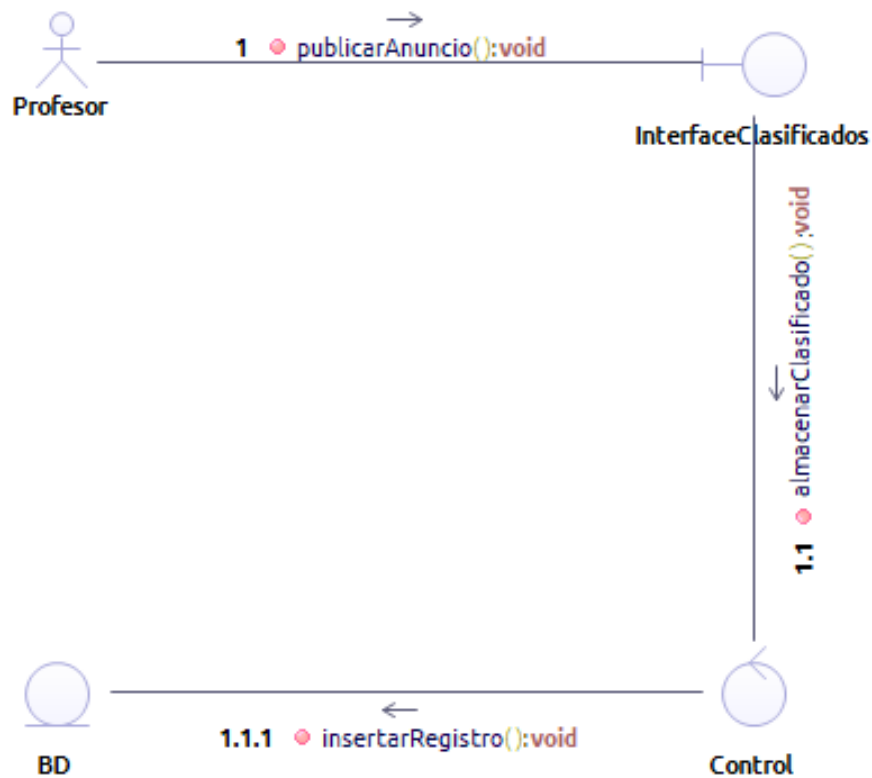 1 publicarAnuncio():void
Profesor
InterfaceClasificados
1.1 almacenarClasificado():void
1.1.1 insertarRegistro():void
BD
Control